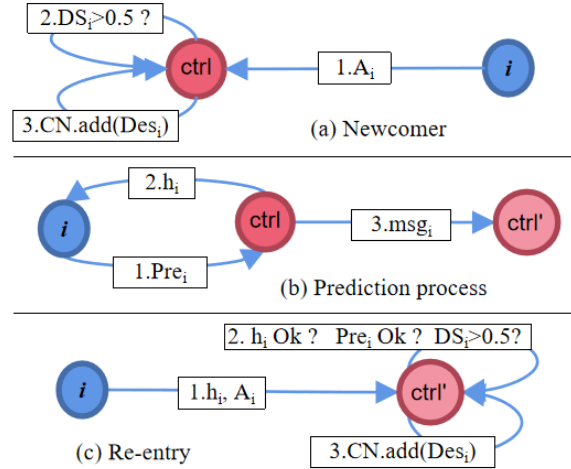 2.DSi>0.5 ?
ctrl
1.Ai
i
3.CN.add(Desi)
(a) Newcomer
2.hi
i
ctrl
3.msgi
ctrl'
1.Prei
(b) Prediction process
2. hi Ok ? Prei Ok ? DSi>0.5?
i
1.hi, Ai
ctrl'
3.CN.add(Desi)
(c) Re-entry